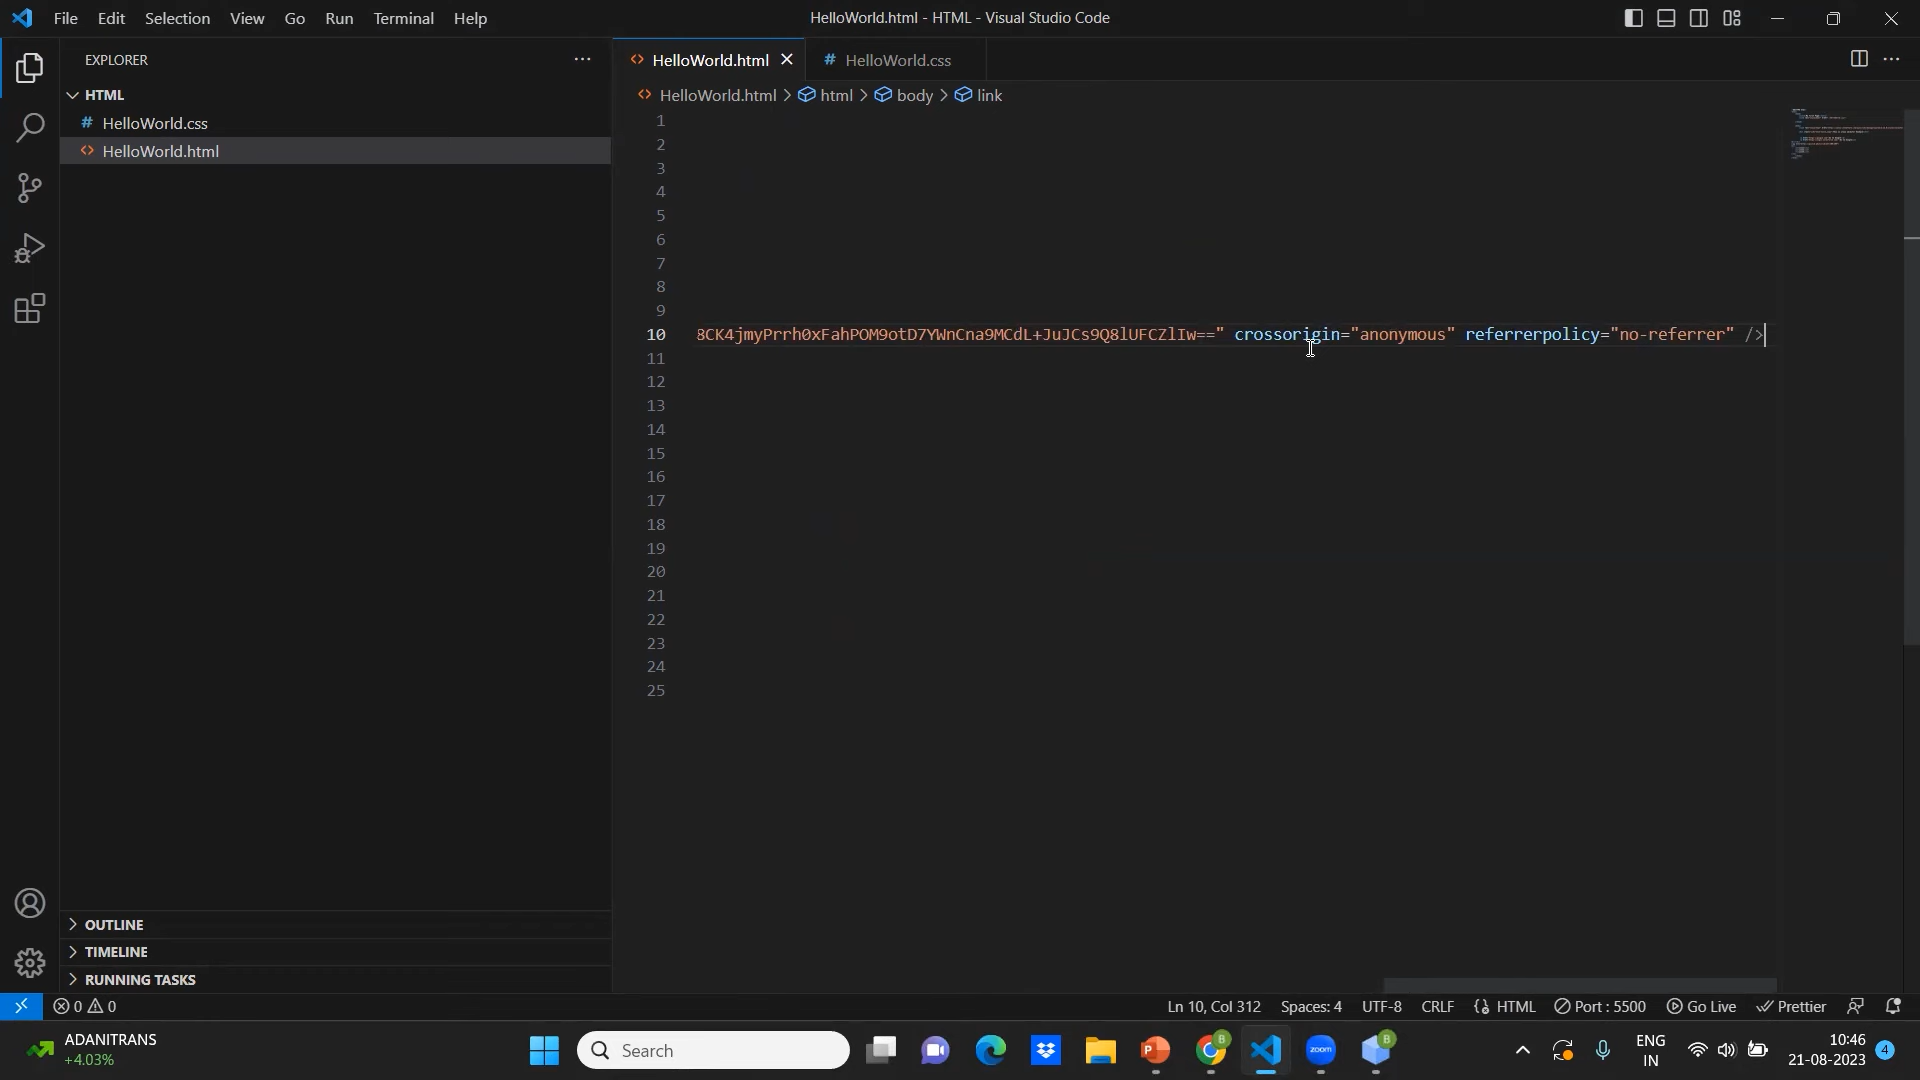 File Edit Selection View Go Run Terminal Help
HelloWorld.html - HTML - Visual Studio Code
EXPLORER
HTML
HelloWorld.css
HelloWorld.html
HelloWorld.html
HelloWorld.css
HelloWorld.html > html > body > link
1
2
3
4
5
6
7
8
9
10 8CK4jmyPrrh0xFahPOM9otD7YWnCna9MCdL+JuJCs9Q8lUFCZlIw==" crossorigin="anonymous" referrerpolicy="no-referrer" />
11
12
13
14
15
16
17
18
19
20
21
22
23
24
25
OUTLINE
TIMELINE
RUNNING TASKS
0 0 Ln 10, Col 312 Spaces: 4 UTF-8 CRLF HTML Port : 5500 Go Live Prettier
ADANITRANS
+4.03%
Search
B
P
zoom
B
ENG
IN
10:46
21-08-2023
4